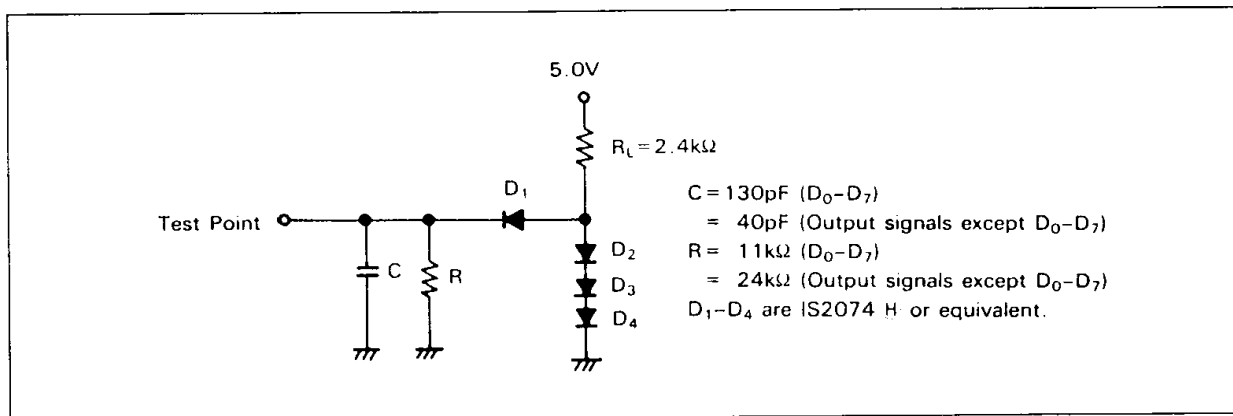 5.0V
R_L = 2.4kΩ
D₁
Test Point
C
R
D₂
D₃
D₄
C = 130pF (D₀–D₇)
= 40pF (Output signals except D₀–D₇)
R = 11kΩ (D₀–D₇)
= 24kΩ (Output signals except D₀–D₇)
D₁–D₄ are IS2074 H or equivalent.